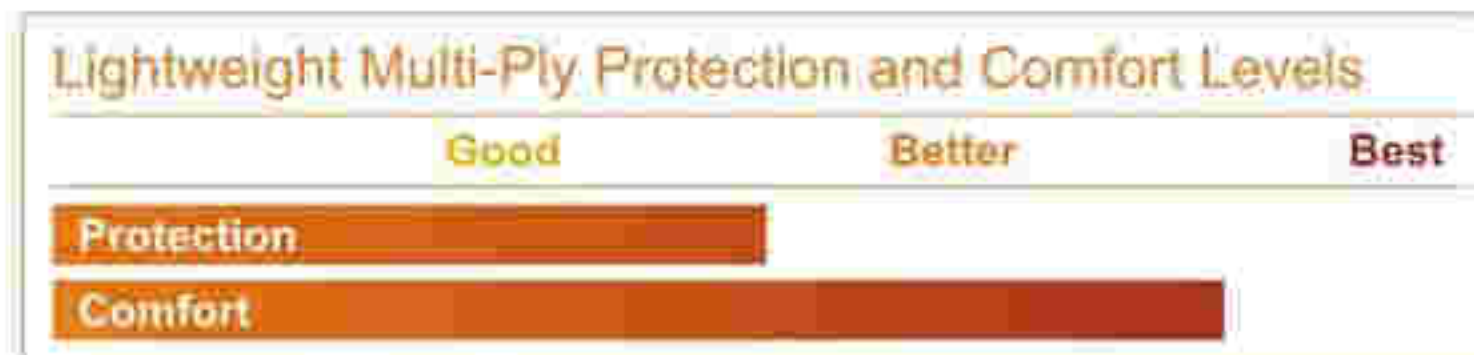 Lightweight Multi-Ply Protection and Comfort Levels
Good Better Best
Protection
Comfort